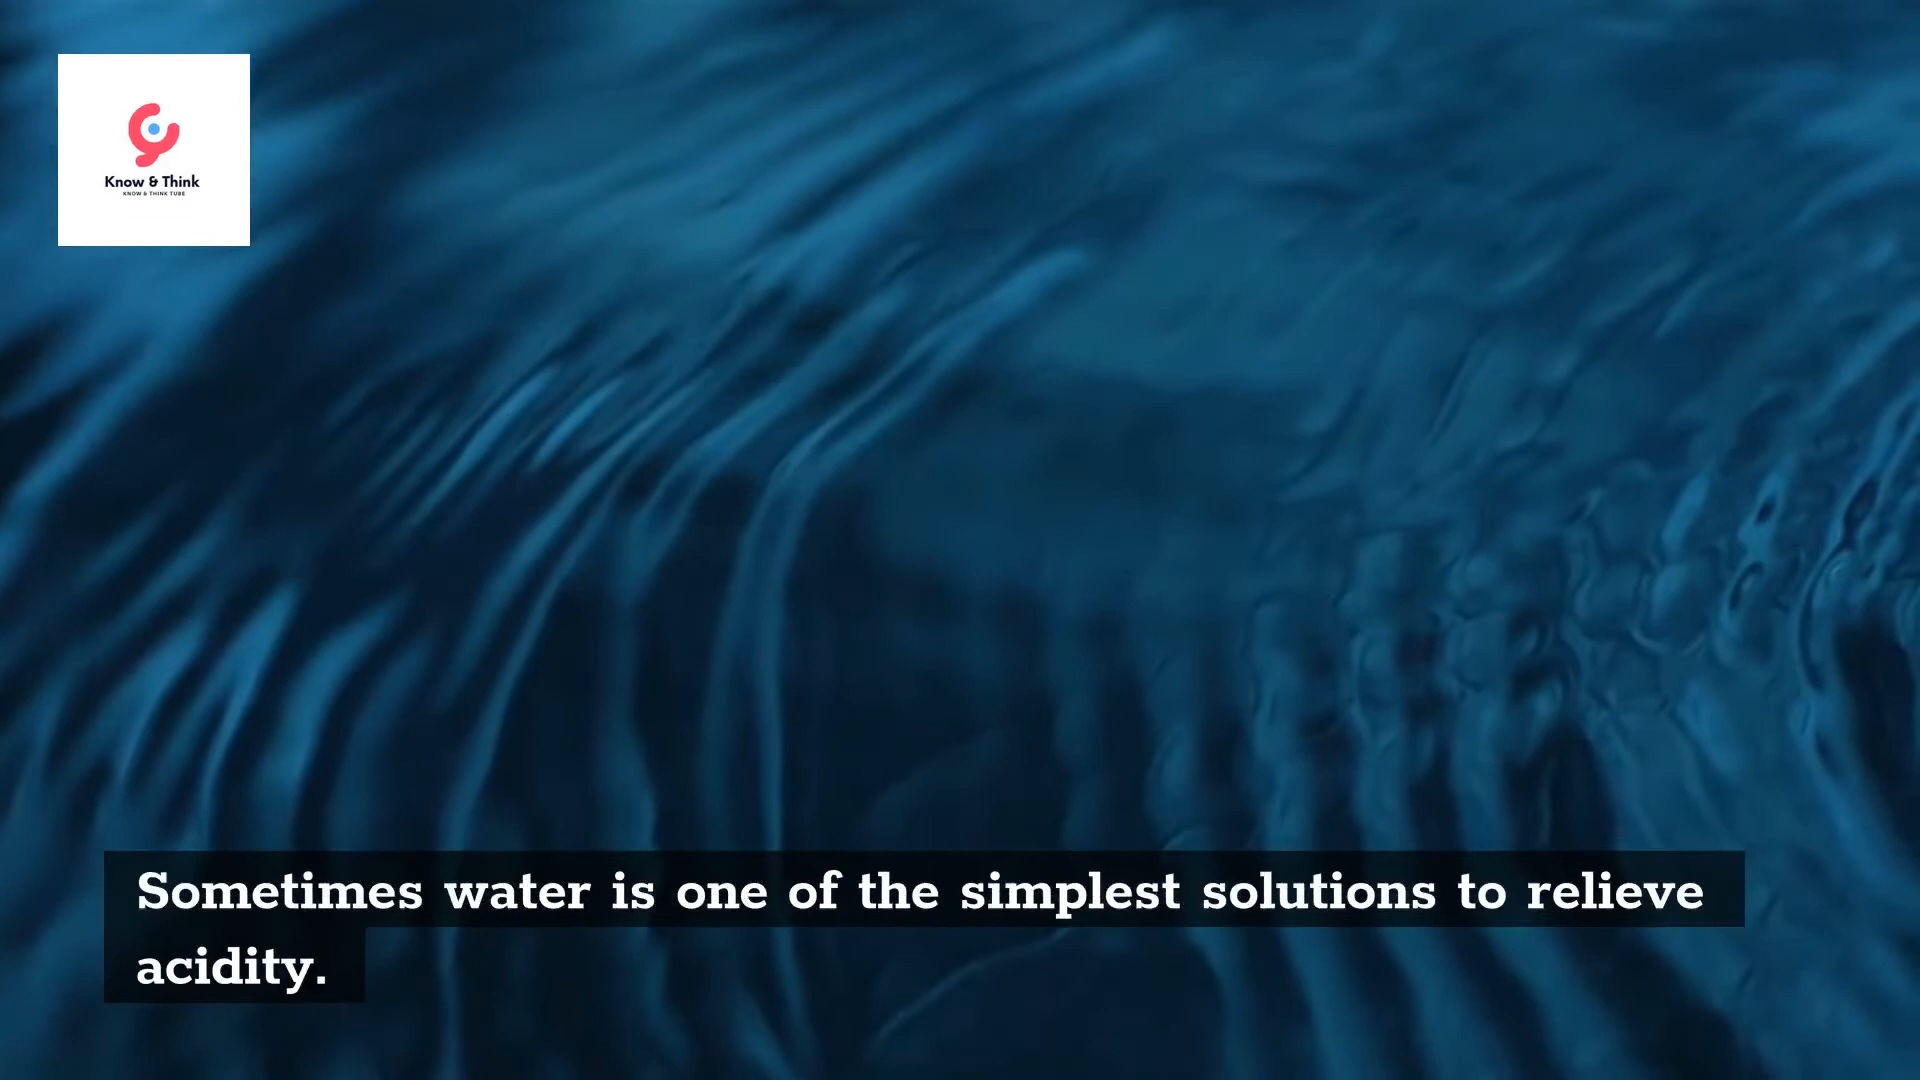 Know & Think
KNOW & THINK TUBE
Sometimes water is one of the simplest solutions to relieve
acidity.